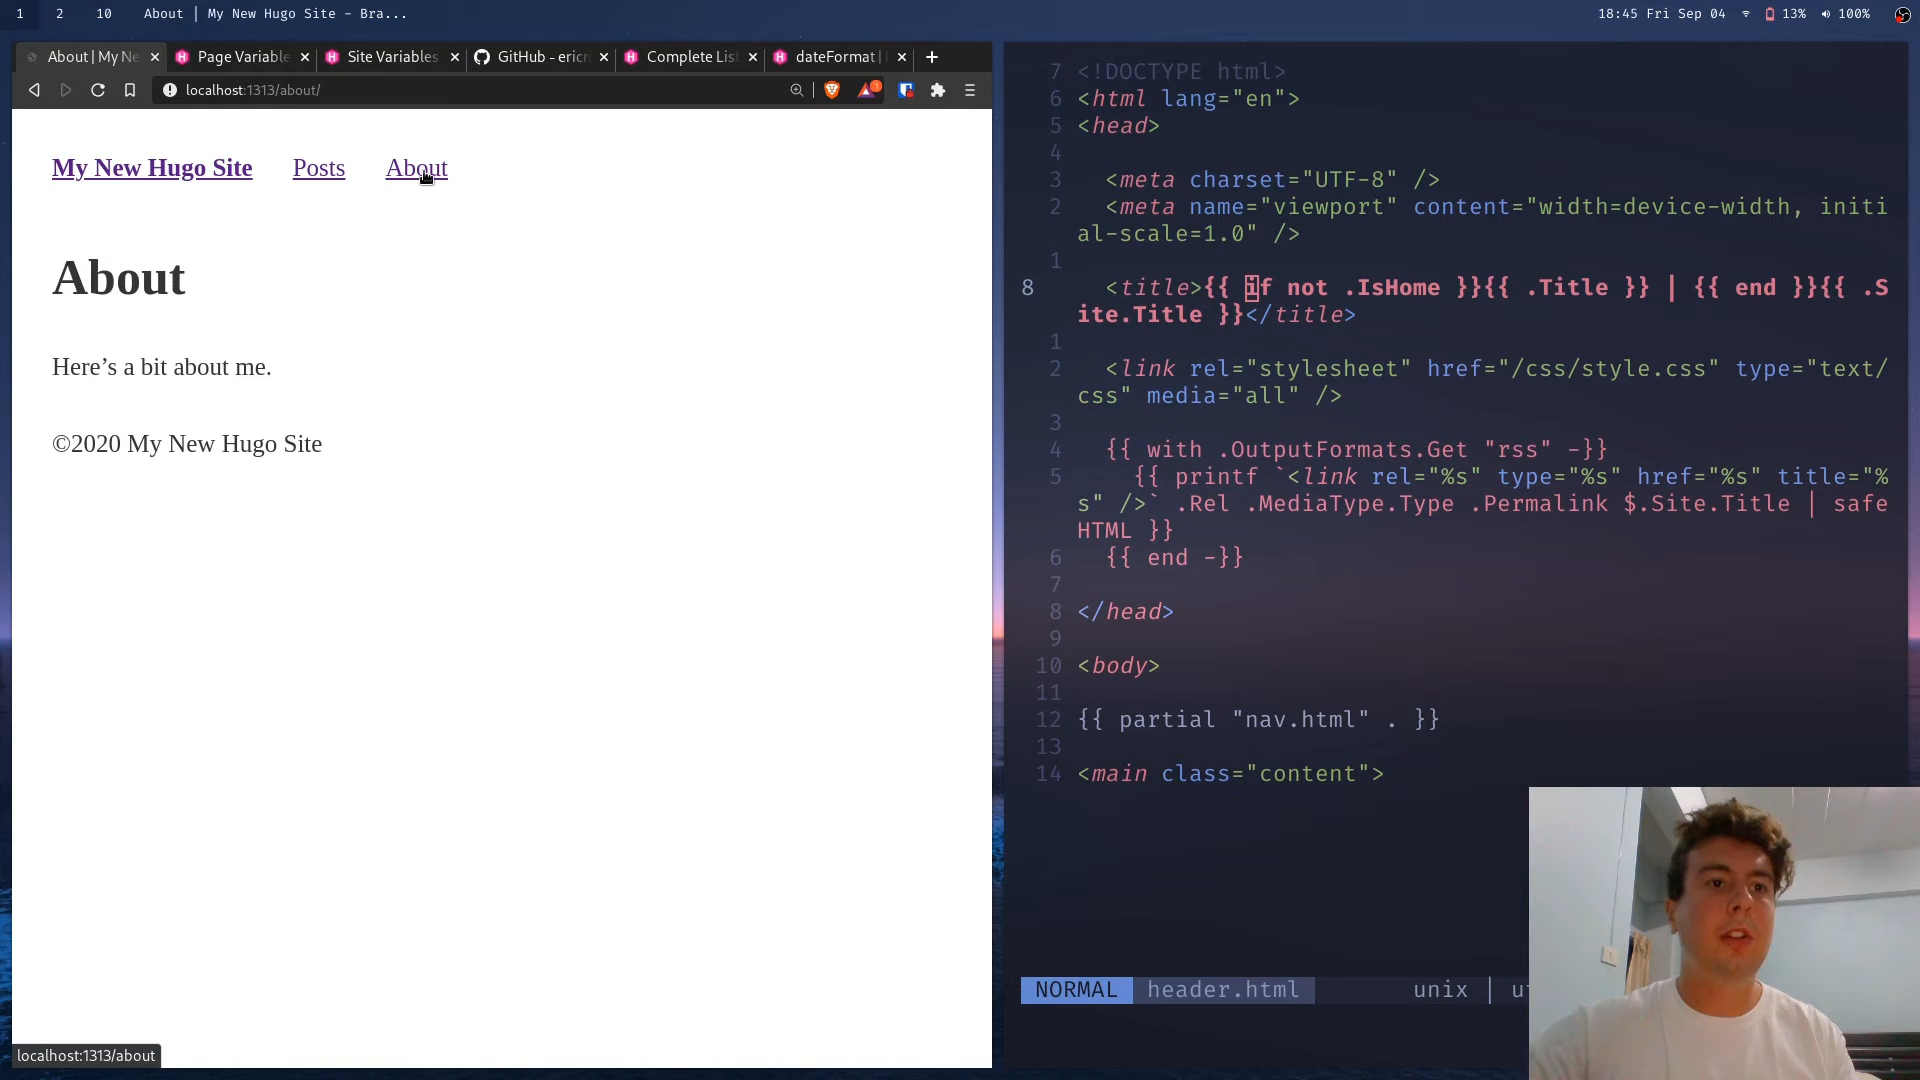 1 2 10 About | My New Hugo Site - Bra... 18:45 Fri Sep 04 13% 100%
About | My Ne Page Variable Site Variables GitHub - ericm Complete List dateFormat |
localhost:1313/about/
My New Hugo Site Posts About
About
Here’s a bit about me.
©2020 My New Hugo Site
localhost:1313/about
7 <!DOCTYPE html>
6 <html lang="en">
5 <head>
4
3 <meta charset="UTF-8" />
2 <meta name="viewport" content="width=device-width, initi
al-scale=1.0" />
1
8 <title>{{ if not .IsHome }}{{ .Title }} | {{ end }}{{ .S
ite.Title }}</title>
1
2 <link rel="stylesheet" href="/css/style.css" type="text/
css" media="all" />
3
4 {{ with .OutputFormats.Get "rss" -}}
5 {{ printf `<link rel="%s" type="%s" href="%s" title="%
s" />` .Rel .MediaType.Type .Permalink $.Site.Title | safe
HTML }}
6 {{ end -}}
7
8 </head>
9
10 <body>
11
12 {{ partial "nav.html" . }}
13
14 <main class="content">
NORMAL header.html unix | u